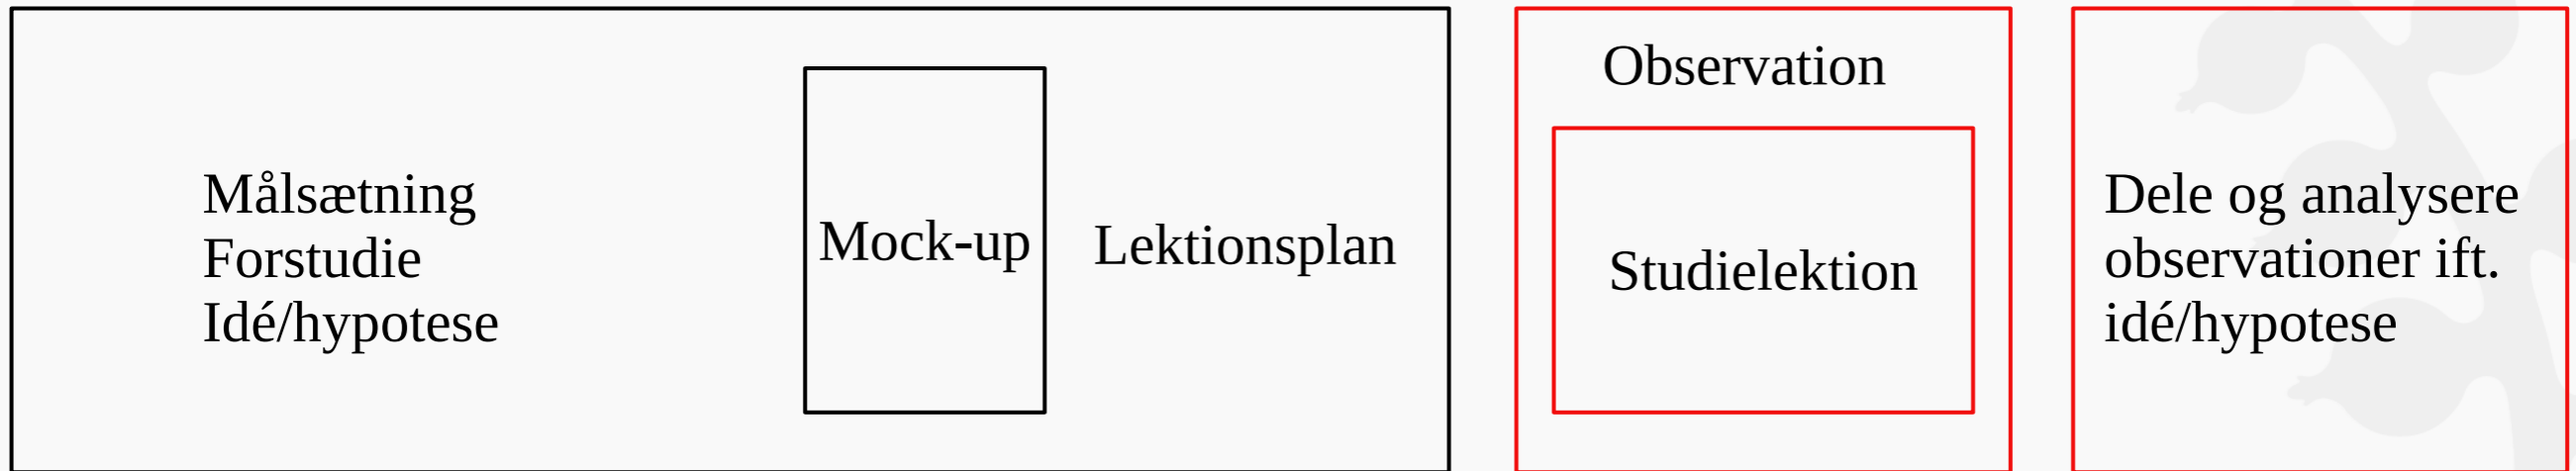 Målsætning
Forstudie
Idé/hypotese
Mock-up
Lektionsplan
Observation
Studielektion
Dele og analysere
observationer ift.
idé/hypotese